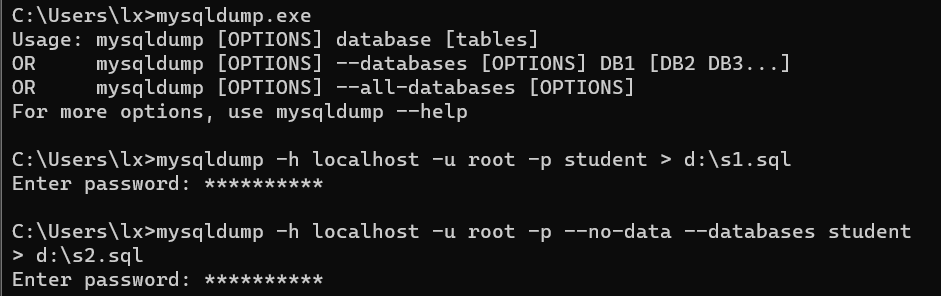 C:\Users\lx>mysqldump.exe
Usage: mysqldump [OPTIONS] database [tables]
OR     mysqldump [OPTIONS] --databases [OPTIONS] DB1 [DB2 DB3...]
OR     mysqldump [OPTIONS] --all-databases [OPTIONS]
For more options, use mysqldump --help
C:\Users\lx>mysqldump -h localhost -u root -p student > d:\s1.sql
Enter password: **********
C:\Users\lx>mysqldump -h localhost -u root -p --no-data --databases student
> d:\s2.sql
Enter password: **********